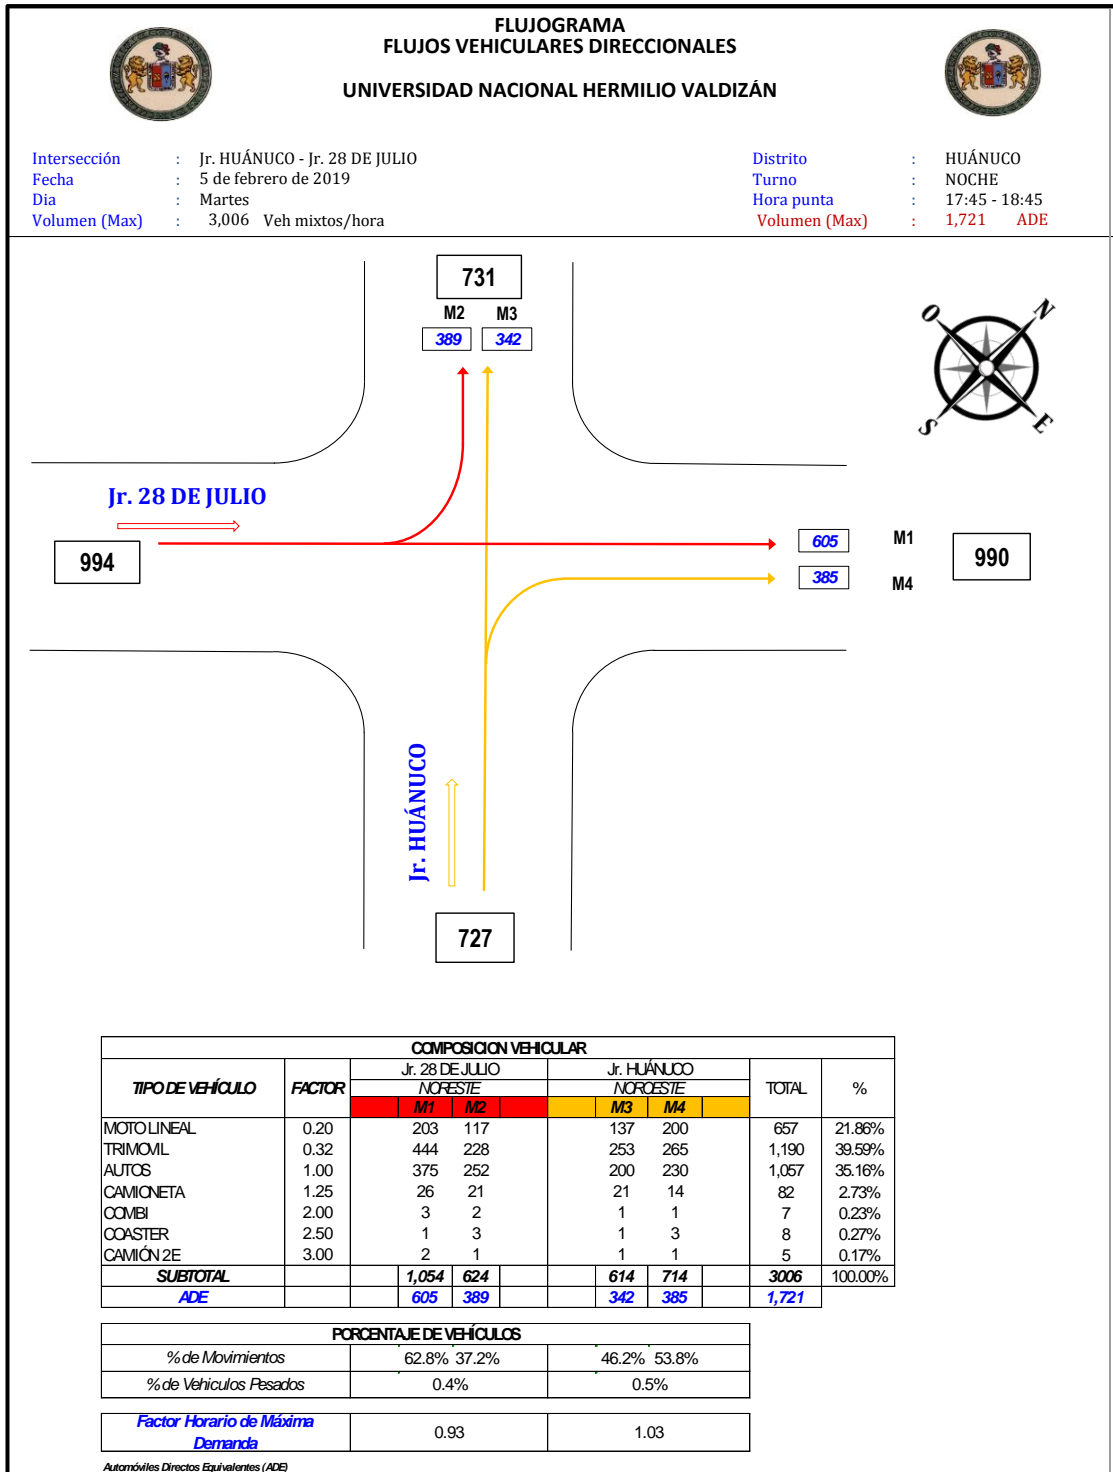 FLUJOGRAMA
FLUJOS VEHICULARES DIRECCIONALES
UNIVERSIDAD NACIONAL HERMILIO VALDIZÁN
Intersección : Jr. HUÁNUCO - Jr. 28 DE JULIO Distrito : HUÁNUCO
Fecha : 5 de febrero de 2019 Turno : NOCHE
Dia : Martes Hora punta : 17:45 - 18:45
Volumen (Max) : 3,006 Veh mixtos/hora Volumen (Max) : 1,721 ADE
731
M2 M3
389 342
O N
S E
Jr. 28 DE JULIO
994
605 M1
990
385 M4
Jr. HUÁNUCO
727
COMPOSICION VEHICULAR
TIPO DE VEHÍCULO FACTOR Jr. 28 DE JULIO Jr. HUÁNUCO TOTAL %
NORESTE NOROESTE
M1 M2 M3 M4
MOTO LINEAL 0.20 203 117 137 200 657 21.86%
TRIMOVIL 0.32 444 228 253 265 1,190 39.59%
AUTOS 1.00 375 252 200 230 1,057 35.16%
CAMIONETA 1.25 26 21 21 14 82 2.73%
COMBI 2.00 3 2 1 1 7 0.23%
COASTER 2.50 1 3 1 3 8 0.27%
CAMIÓN 2E 3.00 2 1 1 1 5 0.17%
SUBTOTAL 1,054 624 614 714 3006 100.00%
ADE 605 389 342 385 1,721
PORCENTAJE DE VEHÍCULOS
% de Movimientos 62.8% 37.2% 46.2% 53.8%
% de Vehiculos Pesados 0.4% 0.5%
Factor Horario de Máxima
Demanda 0.93 1.03
Automóviles Directos Equivalentes (ADE)